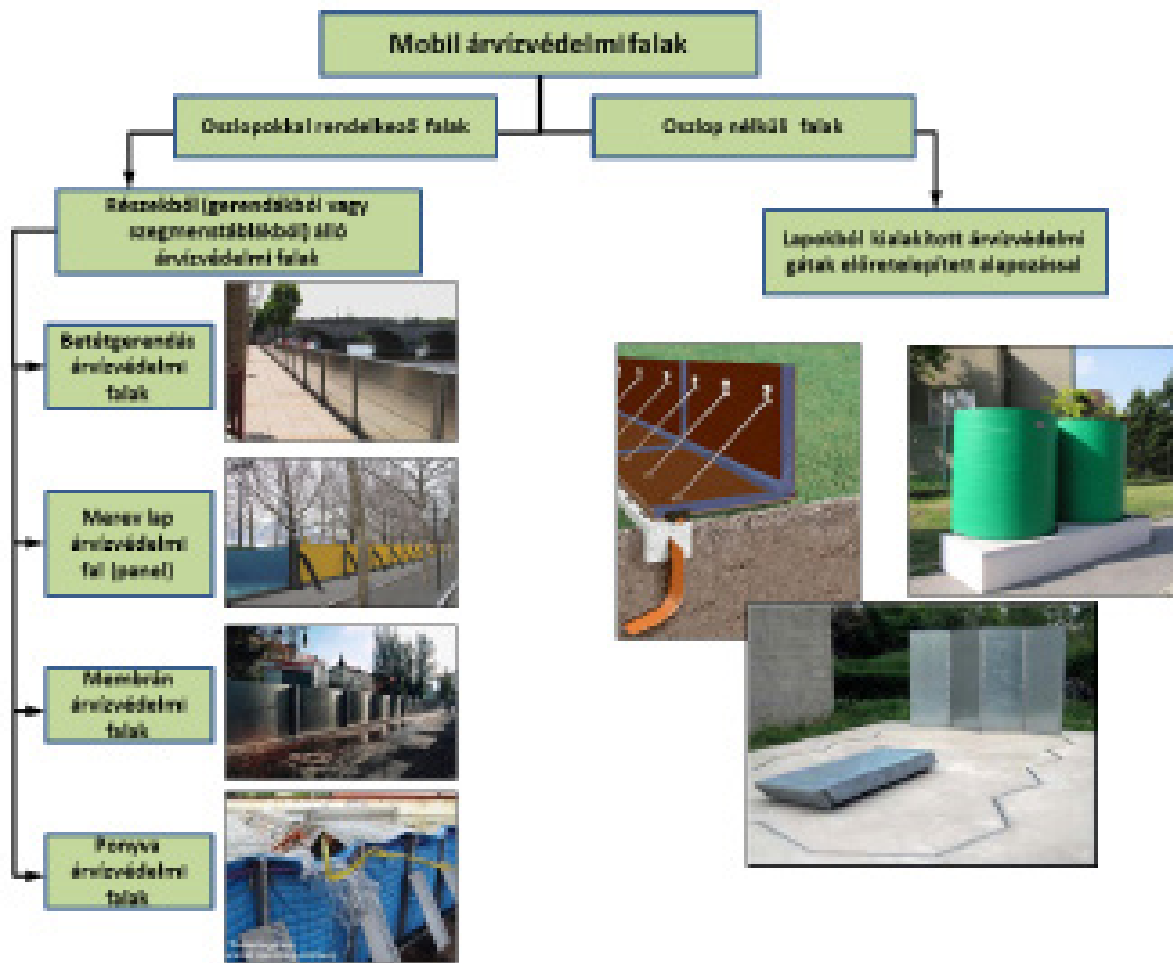 Mobil árvízvédelmi falak
Oszlopokkal rendelkező falak
Oszlop nélküli falak
Részekből (gerendákból vagy
szegmenstáblákból) álló
árvízvédelmi falak
Lapokból kialakított árvízvédelmi
gátak előretelepített alapozással
Betétgerendás
árvízvédelmi
falak
Merev lap
árvízvédelmi
fal (panel)
Membrán
árvízvédelmi
falak
Ponyva
árvízvédelmi
falak